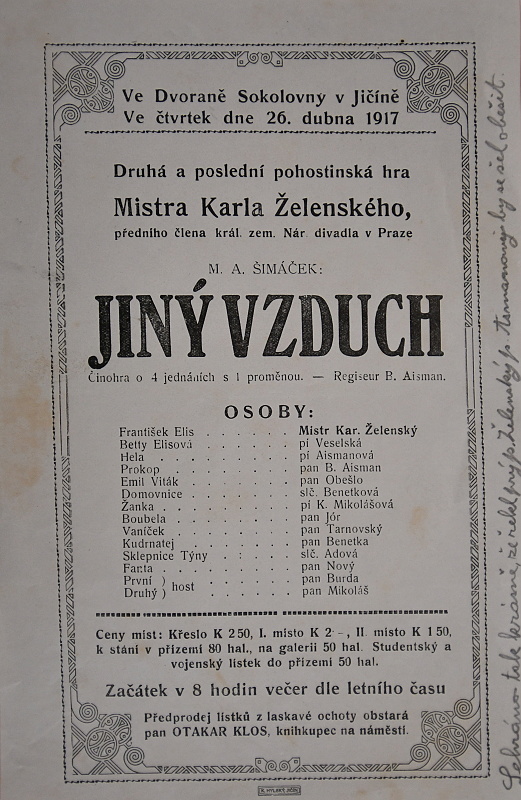 Ve Dvoraně Sokolovny v Jičíně
Ve čtvrtek dne 26. dubna 1917
Druhá a poslední pohostinská hra
Mistra Karla Želenského,
předního člena král. zem. Nár. divadla v Praze
M. A. ŠIMÁČEK:
JINÝ VZDUCH
Činohra o 4 jednáních s 1 proměnou. — Regiseur B. Aisman.
OSOBY:
František Elis . . . . . . Mistr Kar. Želenský
Betty Elisová . . . . . . pí Veselská
Hela . . . . . . . . pí Aismanová
Prokop . . . . . . . pan B. Aisman
Emil Viták . . . . . . pan Obešlo
Domovnice . . . . . . slč. Benetková
Žanka . . . . . . . pí K. Mikolášová
Boubela . . . . . . . pan Jór
Vaníček . . . . . . . pan Tarnovský
Kudrnatej . . . . . . pan Benetka
Sklepnice Týny . . . . . slč. Adová
Fanta . . . . . . . pan Nový
První ) host . . . . . . pan Burda
Druhý ) . . . . . . pan Mikoláš
Ceny míst: Křeslo K 2 50, I. místo K 2 -, II. místo K 1 50,
k stání v přízemí 80 hal., na galerii 50 hal. Studentský a
vojenský lístek do přízemí 50 hal.
Začátek v 8 hodin večer dle letního času
Předprodej lístků z laskavé ochoty obstará
pan OTAKAR KLOS, knihkupec na náměstí.
Sehráno tak krásně, že řekl prý p. Želenský p. Aismanovi, by se šel oběsit.